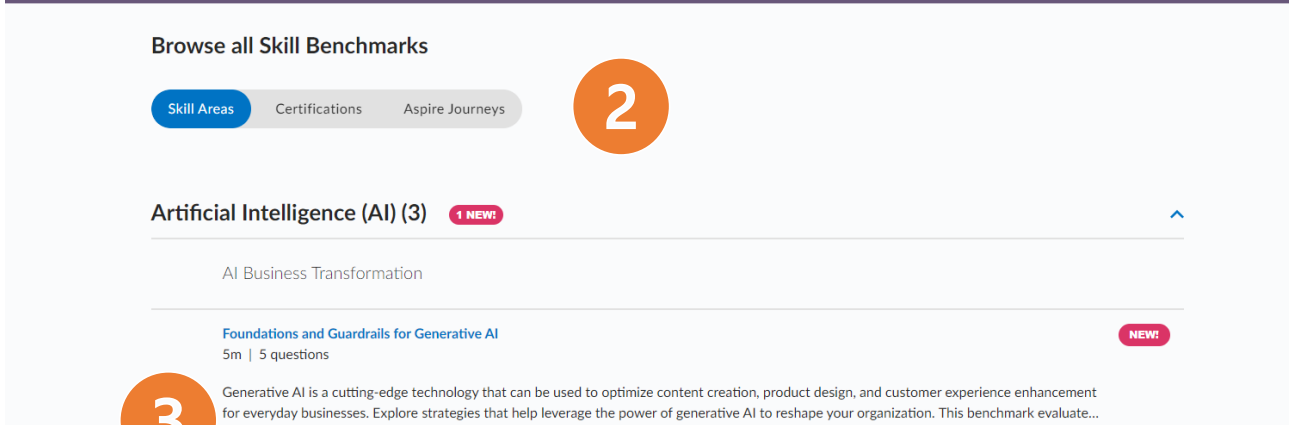 Browse all Skill Benchmarks
Skill Areas Certifications Aspire Journeys
2
Artificial Intelligence (AI) (3) 1 NEW!
AI Business Transformation
Foundations and Guardrails for Generative AI NEW!
5m | 5 questions
Generative AI is a cutting-edge technology that can be used to optimize content creation, product design, and customer experience enhancement
for everyday businesses. Explore strategies that help leverage the power of generative AI to reshape your organization. This benchmark evaluate...
3